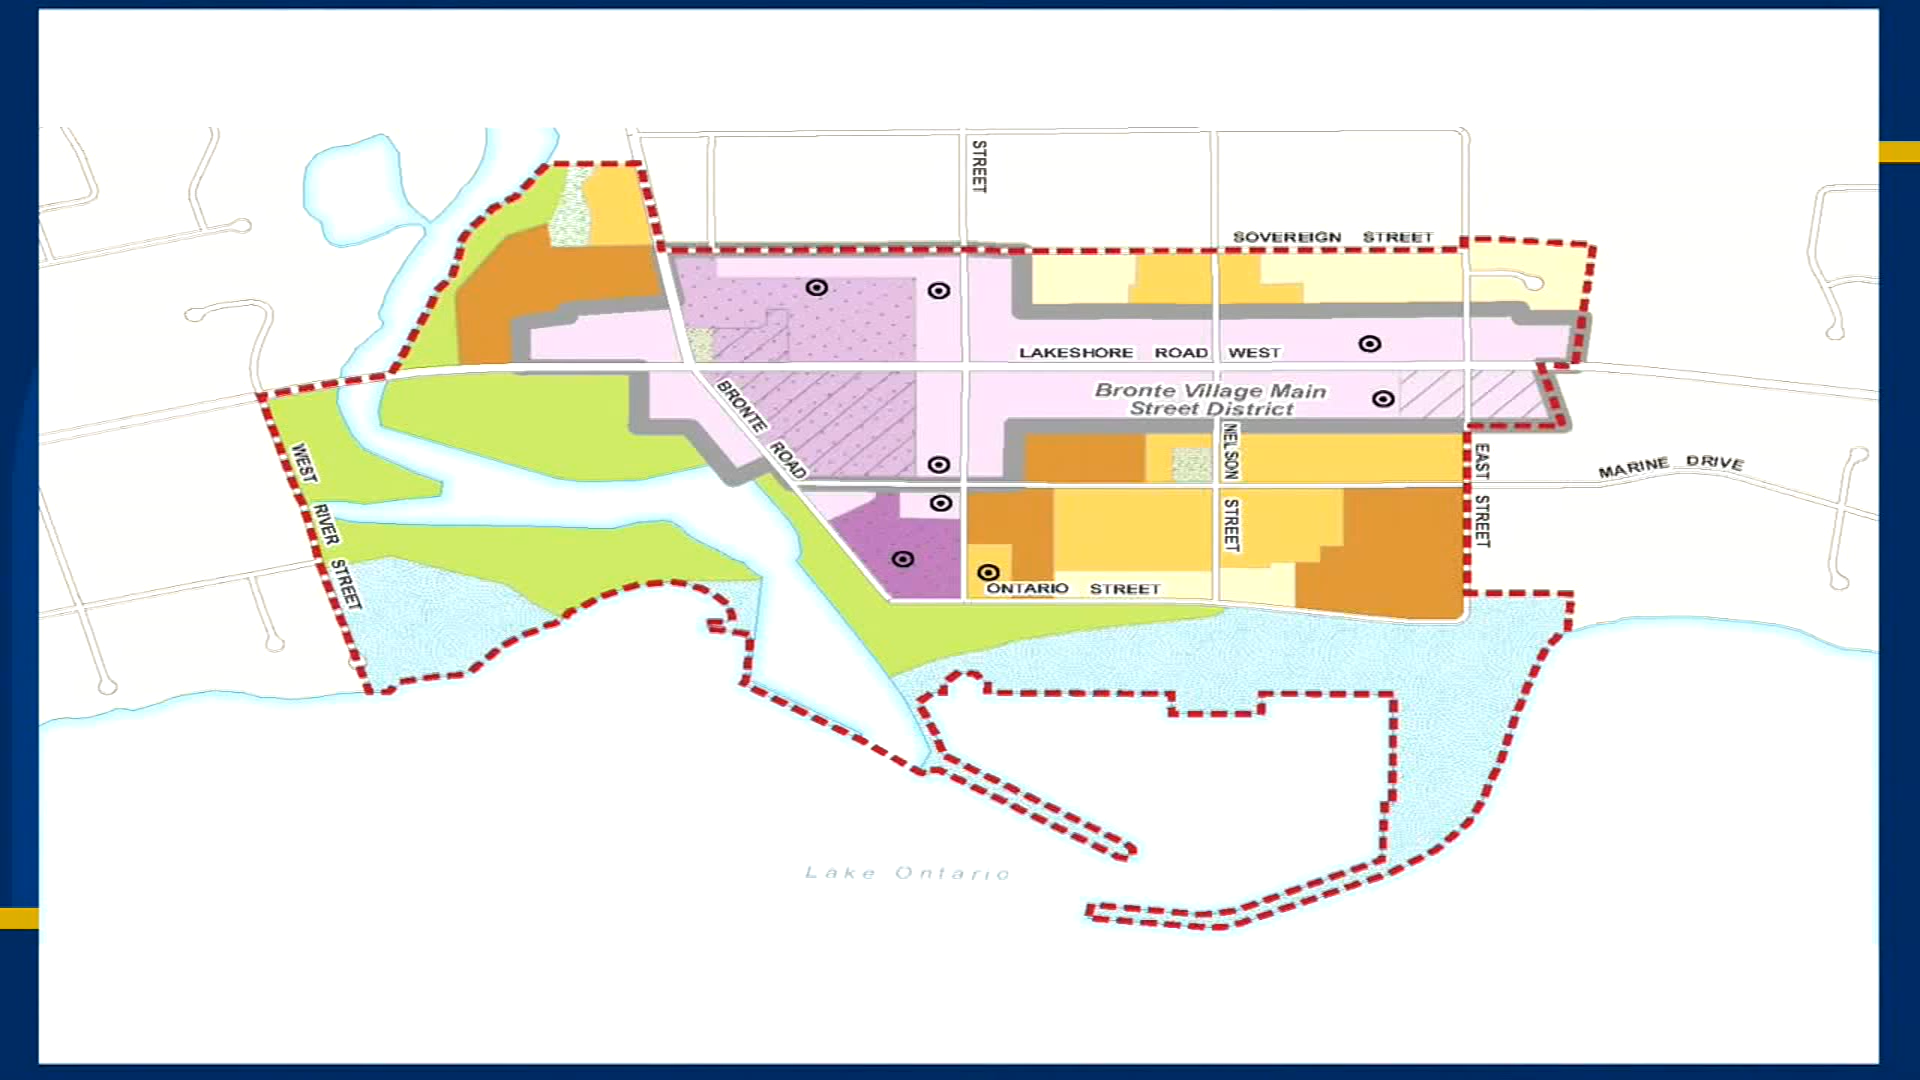 STREET
SOVEREIGN STREET
LAKESHORE ROAD WEST
Bronte Village Main
Street District
BRONTE ROAD
NELSON STREET
EAST STREET
MARINE DRIVE
WEST RIVER STREET
ONTARIO STREET
Lake Ontario